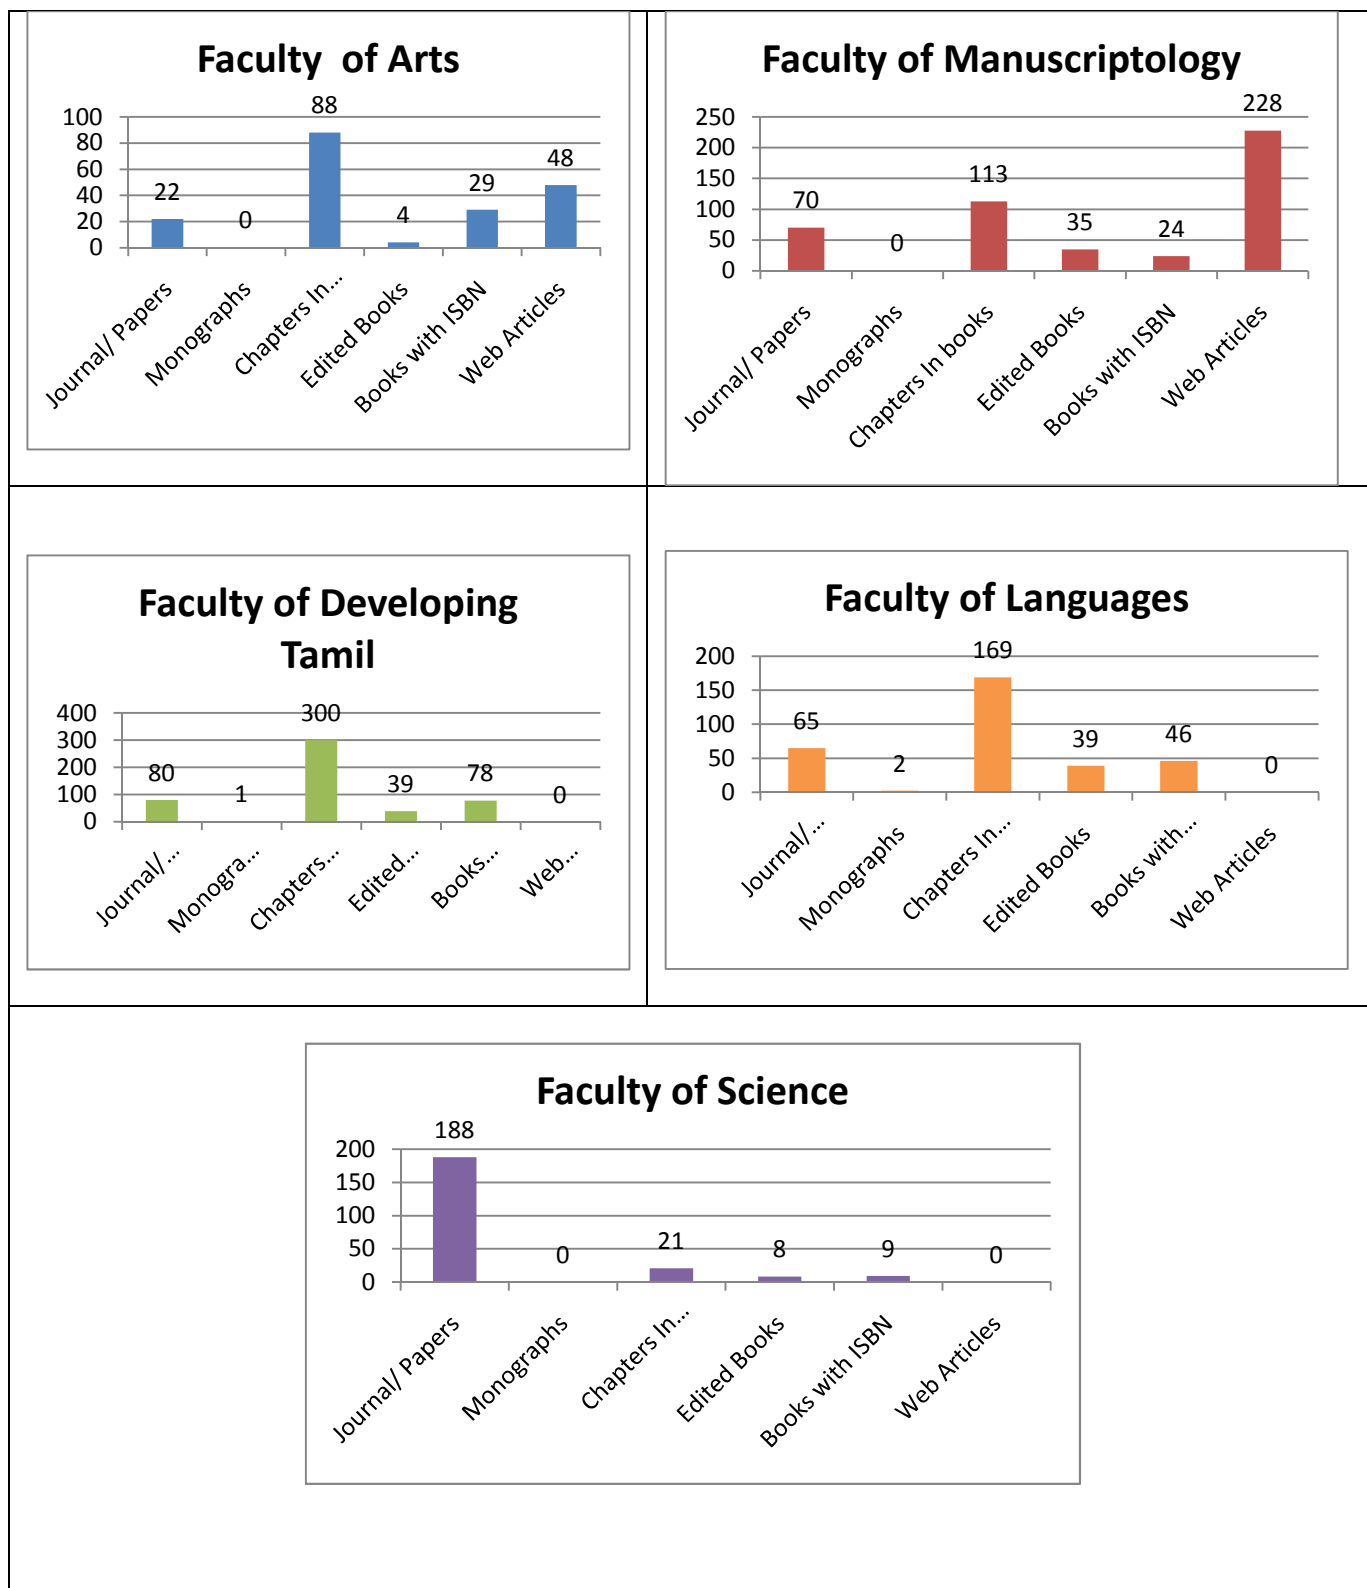 Faculty  of Arts
88
100
80
60
40
20
0
22
0
4
29
48
Journal/ Papers
Monographs
Chapters In...
Edited Books
Books with ISBN
Web Articles
Faculty of Manuscriptology
228
250
200
150
100
50
0
70
0
113
35
24
Journal/ Papers
Monographs
Chapters In books
Edited Books
Books with ISBN
Web Articles
Faculty of Developing
Tamil
400
300
200
100
0
80
1
300
39
78
0
Journal/...
Monogra...
Chapters...
Edited...
Books...
Web...
Faculty of Languages
200
150
100
50
0
65
2
169
39
46
0
Journal/...
Monographs
Chapters In...
Edited Books
Books with...
Web Articles
Faculty of Science
188
200
150
100
50
0
0
21
8
9
0
Journal/ Papers
Monographs
Chapters In...
Edited Books
Books with ISBN
Web Articles